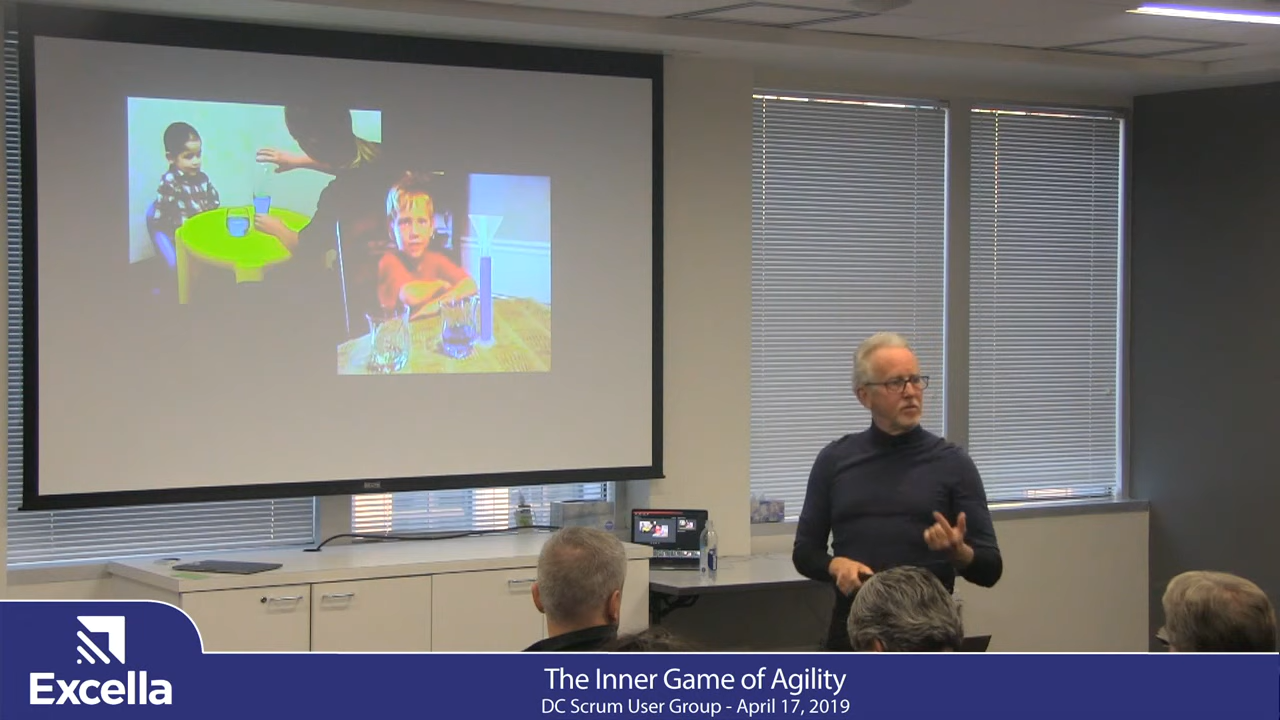 Excella
The Inner Game of Agility
DC Scrum User Group - April 17, 2019